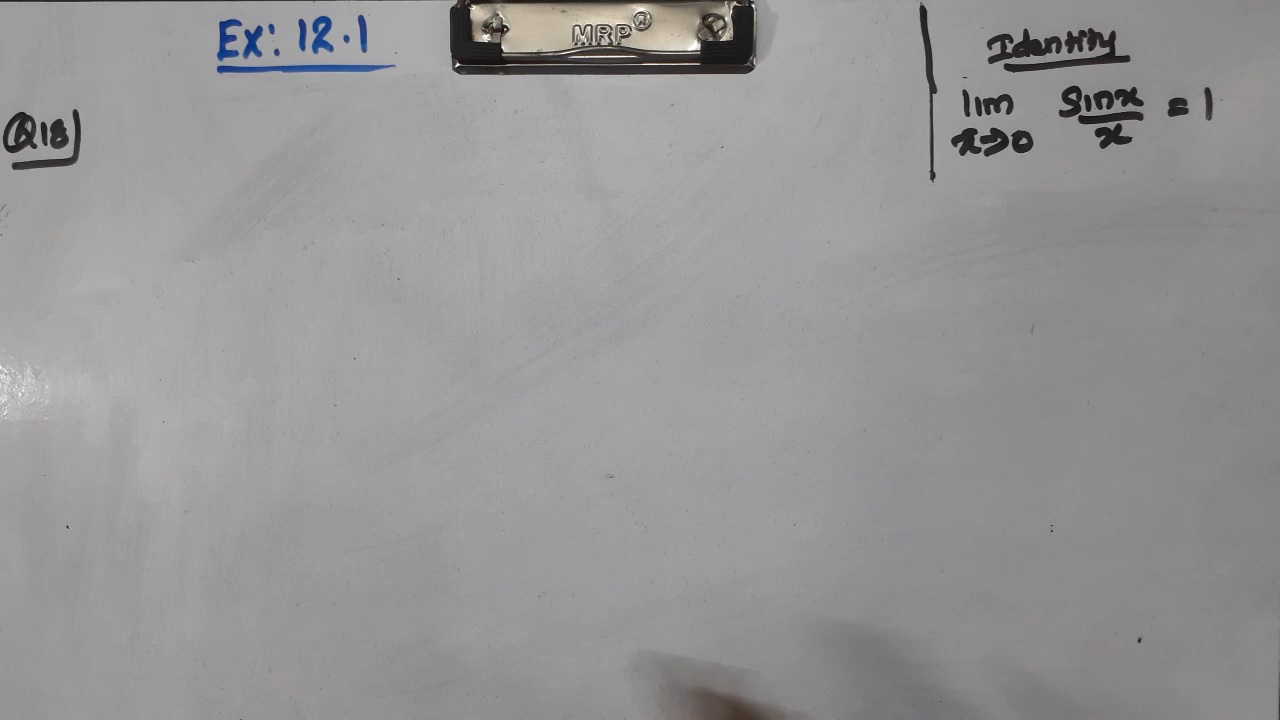 Ex: 12.1
MRP®
Q18)
Identity
lim sinx/x = 1
x→0